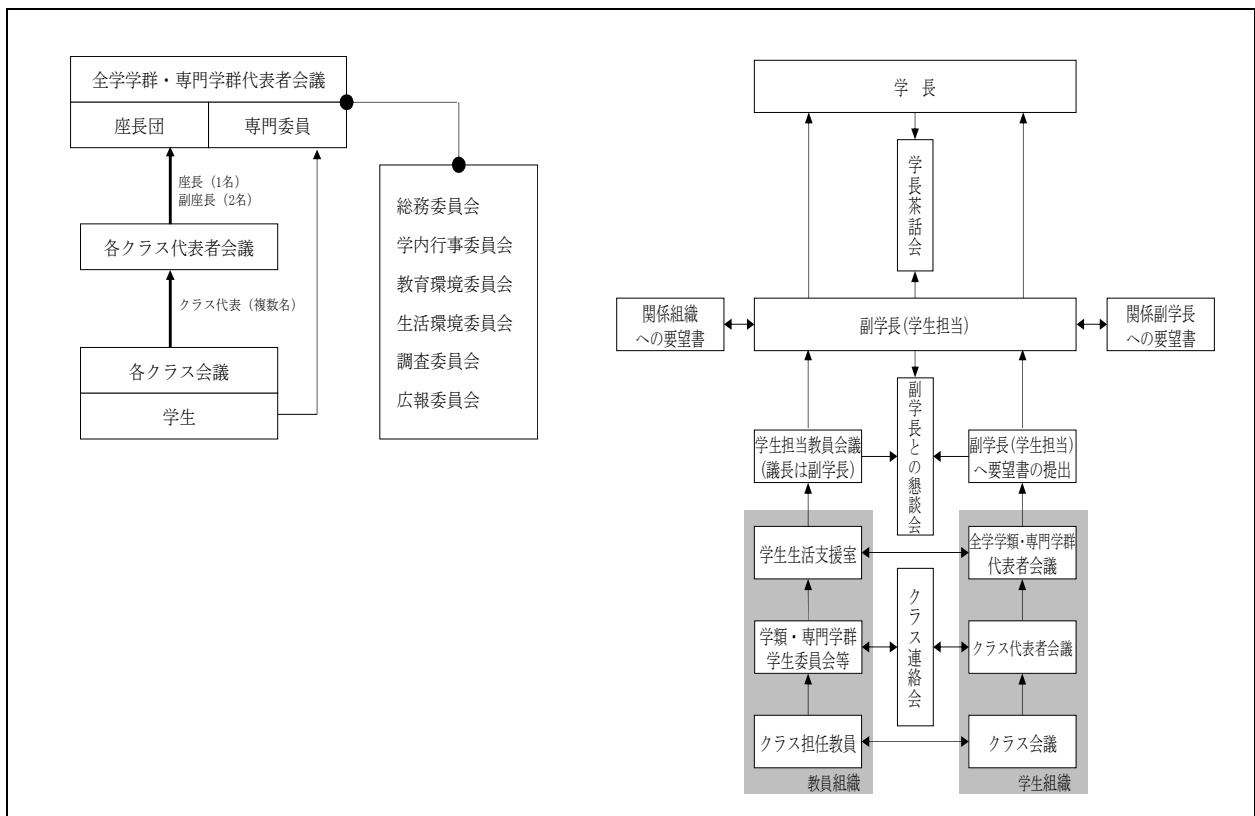 全学学群・専門学群代表者会議
座長団
専門委員
座長（1名）
副座長（2名）
各クラス代表者会議
クラス代表（複数名）
各クラス会議
学生
総務委員会
学内行事委員会
教育環境委員会
生活環境委員会
調査委員会
広報委員会
学　長
学長茶話会
関係組織
への要望書
副学長(学生担当)
関係副学長
への要望書
副学長との懇談会
学生担当教員会議
(議長は副学長)
副学長(学生担当)
へ要望書の提出
学生生活支援室
全学学類・専門学群
代表者会議
クラス連絡会
学類・専門学群
学生委員会等
クラス代表者会議
クラス担任教員
クラス会議
教員組織
学生組織